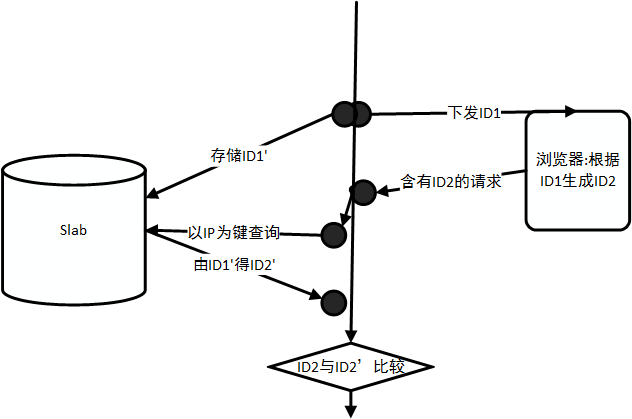 下发ID1
存储ID1'
浏览器:根据
ID1生成ID2
含有ID2的请求
Slab
以IP为键查询
由ID1'得ID2'
ID2与ID2’比较